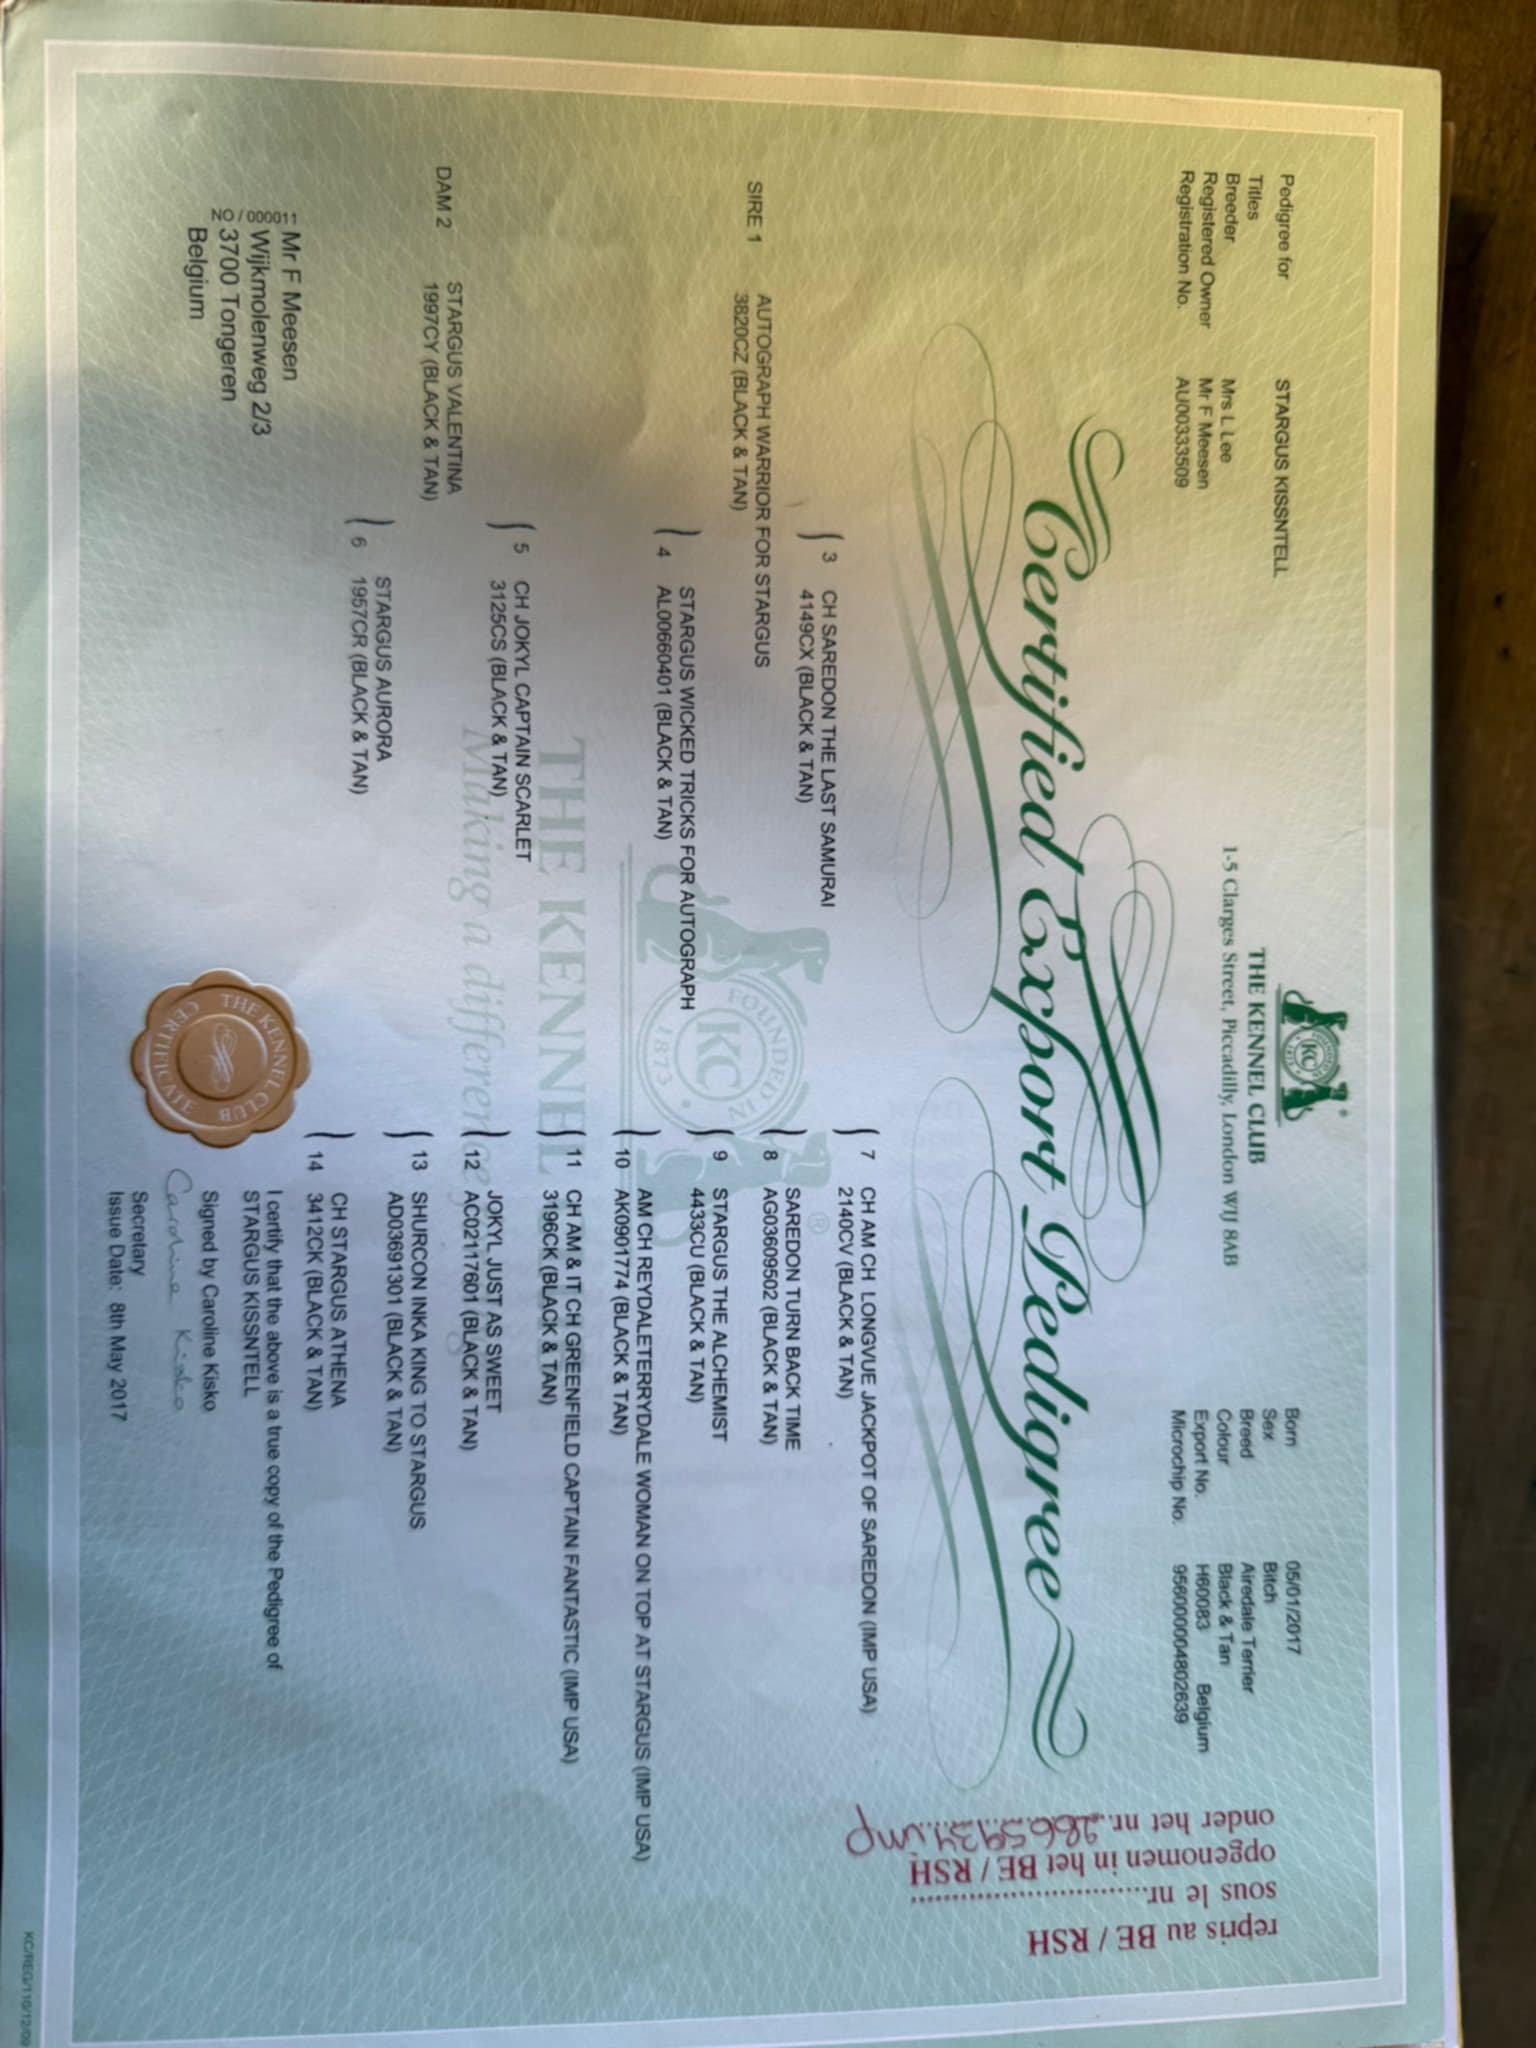 THE KENNEL CLUB
1-5 Clarges Street, Piccadilly, London W1J 8AB
Pedigree for STARGUS KISSNTELL
Titles
Breeder Mrs L Lee
Registered Owner Mr F Meesen
Registration No. AU00333509
Born 05/01/2017
Sex Bitch
Breed Airedale Terrier
Colour Black & Tan
Export No. H60083 Belgium
Microchip No. 956000004802639
repris au BE / RSH
sous le nr.
opgenomen in het BE / RSH
onder het nr.
Certified Export Pedigree
SIRE 1 AUTOGRAPH WARRIOR FOR STARGUS
3820CZ (BLACK & TAN)
DAM 2 STARGUS VALENTINA
1997CY (BLACK & TAN)
3 CH SAREDON THE LAST SAMURAI
4149CX (BLACK & TAN)
4 STARGUS WICKED TRICKS FOR AUTOGRAPH
AL00660401 (BLACK & TAN)
5 CH JOKYL CAPTAIN SCARLET
3125CS (BLACK & TAN)
6 STARGUS AURORA
1957CR (BLACK & TAN)
7 CH AM CH LONGVUE JACKPOT OF SAREDON (IMP USA)
2140CV (BLACK & TAN)
8 SAREDON TURN BACK TIME
AG03609502 (BLACK & TAN)
9 STARGUS THE ALCHEMIST
4433CU (BLACK & TAN)
10 AM CH REYDALETERRYDALE WOMAN ON TOP AT STARGUS (IMP USA)
AK0901774 (BLACK & TAN)
11 CH AM & IT CH GREENFIELD CAPTAIN FANTASTIC (IMP USA)
3196CK (BLACK & TAN)
12 JOKYL JUST AS SWEET
AC02117601 (BLACK & TAN)
13 SHURCON INKA KING TO STARGUS
AD03691301 (BLACK & TAN)
14 CH STARGUS ATHENA
3412CK (BLACK & TAN)
FOUNDED IN 1873
KC
THE KENNEL
Making a difference
NO / 000011
Mr F Meesen
Wijkmolenweg 2/3
3700 Tongeren
Belgium
THE KENNEL CLUB
CERTIFICATE
I certify that the above is a true copy of the Pedigree of
STARGUS KISSNTELL
Signed by Caroline Kisko
Caroline Kisko
Secretary
Issue Date: 8th May 2017
KC/REG/110/12/09